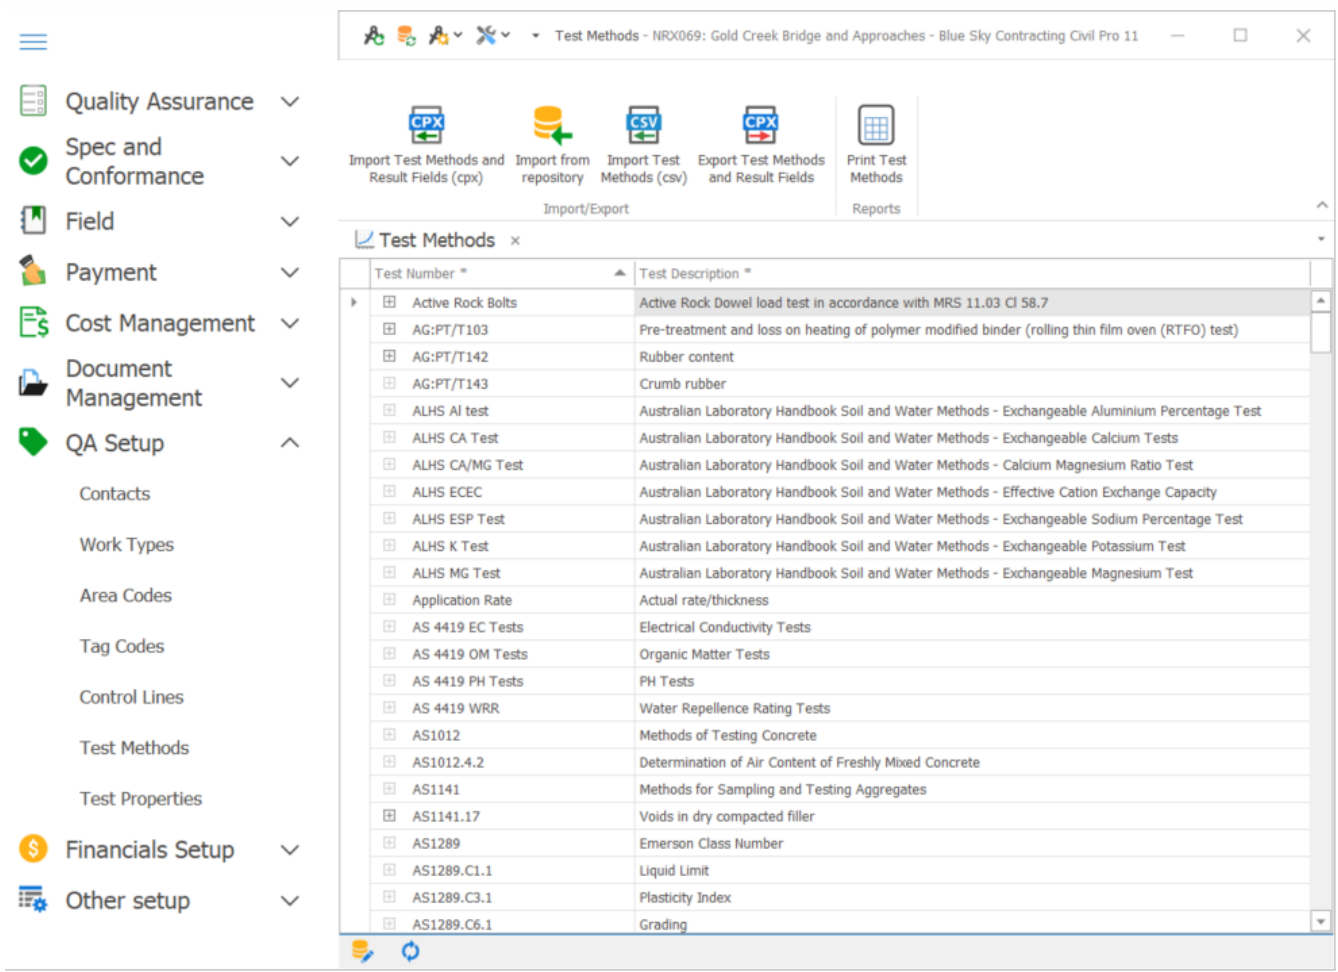 Test Methods - NRX069: Gold Creek Bridge and Approaches - Blue Sky Contracting Civil Pro 11
Quality Assurance
Spec and
Conformance
Field
Payment
Cost Management
Document
Management
QA Setup
Contacts
Work Types
Area Codes
Tag Codes
Control Lines
Test Methods
Test Properties
Financials Setup
Other setup
CPX
CSV
CPX
Import Test Methods and
Result Fields (cpx)
Import from
repository
Import Test
Methods (csv)
Export Test Methods
and Result Fields
Print Test
Methods
Import/Export
Reports
Test Methods ×
Test Number * Test Description *
Active Rock Bolts Active Rock Dowel load test in accordance with MRS 11.03 Cl 58.7
AG:PT/T103 Pre-treatment and loss on heating of polymer modified binder (rolling thin film oven (RTFO) test)
AG:PT/T142 Rubber content
AG:PT/T143 Crumb rubber
ALHS Al test Australian Laboratory Handbook Soil and Water Methods - Exchangeable Aluminium Percentage Test
ALHS CA Test Australian Laboratory Handbook Soil and Water Methods - Exchangeable Calcium Tests
ALHS CA/MG Test Australian Laboratory Handbook Soil and Water Methods - Calcium Magnesium Ratio Test
ALHS ECEC Australian Laboratory Handbook Soil and Water Methods - Effective Cation Exchange Capacity
ALHS ESP Test Australian Laboratory Handbook Soil and Water Methods - Exchangeable Sodium Percentage Test
ALHS K Test Australian Laboratory Handbook Soil and Water Methods - Exchangeable Potassium Test
ALHS MG Test Australian Laboratory Handbook Soil and Water Methods - Exchangeable Magnesium Test
Application Rate Actual rate/thickness
AS 4419 EC Tests Electrical Conductivity Tests
AS 4419 OM Tests Organic Matter Tests
AS 4419 PH Tests PH Tests
AS 4419 WRR Water Repellence Rating Tests
AS1012 Methods of Testing Concrete
AS1012.4.2 Determination of Air Content of Freshly Mixed Concrete
AS1141 Methods for Sampling and Testing Aggregates
AS1141.17 Voids in dry compacted filler
AS1289 Emerson Class Number
AS1289.C1.1 Liquid Limit
AS1289.C3.1 Plasticity Index
AS1289.C6.1 Grading